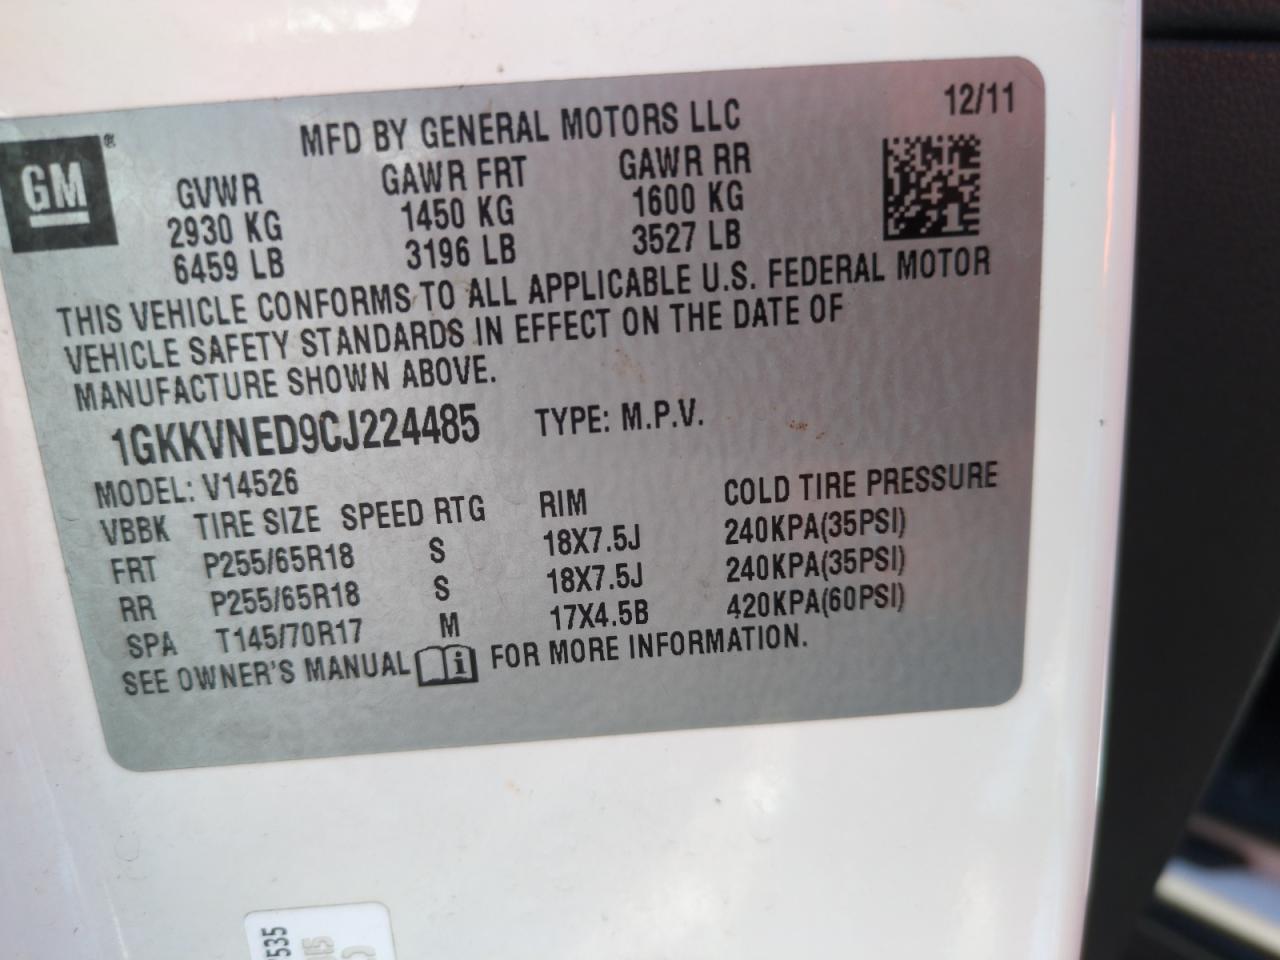 12/11
MFD BY GENERAL MOTORS LLC
GM®
GVWR GAWR FRT GAWR RR
2930 KG 1450 KG 1600 KG
6459 LB 3196 LB 3527 LB
THIS VEHICLE CONFORMS TO ALL APPLICABLE U.S. FEDERAL MOTOR
VEHICLE SAFETY STANDARDS IN EFFECT ON THE DATE OF
MANUFACTURE SHOWN ABOVE.
1GKKVNED9CJ224485 TYPE: M.P.V.
MODEL: V14526
VBBK TIRE SIZE SPEED RTG RIM COLD TIRE PRESSURE
FRT P255/65R18 S 18X7.5J 240KPA(35PSI)
RR P255/65R18 S 18X7.5J 240KPA(35PSI)
SPA T145/70R17 M 17X4.5B 420KPA(60PSI)
SEE OWNER'S MANUAL i FOR MORE INFORMATION.
535